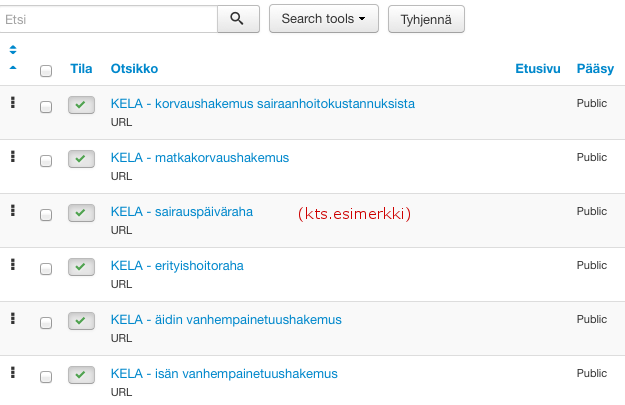 Etsi Search tools Tyhjennä
Tila Otsikko Etusivu Pääsy
KELA - korvaushakemus sairaanhoitokustannuksista Public
URL
KELA - matkakorvaushakemus Public
URL
KELA - sairauspäiväraha (kts.esimerkki) Public
URL
KELA - erityishoitoraha Public
URL
KELA - äidin vanhempainetuushakemus Public
URL
KELA - isän vanhempainetuushakemus Public
URL